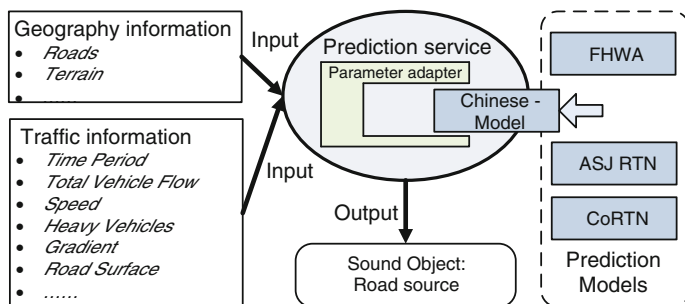 Geography information
• Roads
• Terrain
• ......
Traffic information
• Time Period
• Total Vehicle Flow
• Speed
• Heavy Vehicles
• Gradient
• Road Surface
• ......
Input
Input
Prediction service
Parameter adapter
Chinese -
Model
Output
Sound Object:
Road source
FHWA
ASJ RTN
CoRTN
Prediction
Models